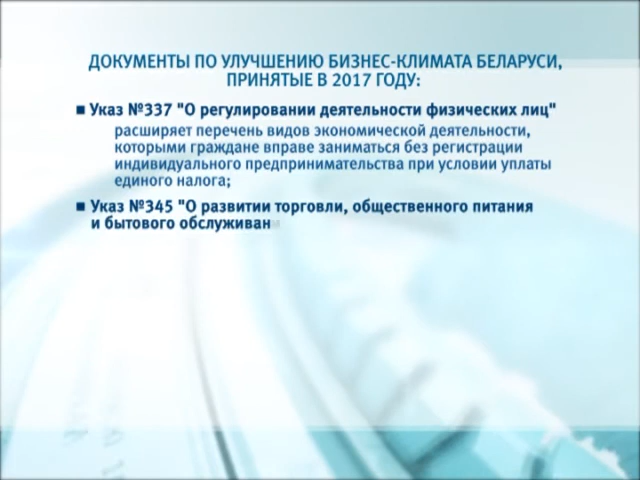 ДОКУМЕНТЫ ПО УЛУЧШЕНИЮ БИЗНЕС-КЛИМАТА БЕЛАРУСИ,
ПРИНЯТЫЕ В 2017 ГОДУ:
■ Указ №337 "О регулировании деятельности физических лиц"
расширяет перечень видов экономической деятельности,
которыми граждане вправе заниматься без регистрации
индивидуального предпринимательства при условии уплаты
единого налога;
■ Указ №345 "О развитии торговли, общественного питания
и бытового обслуживан